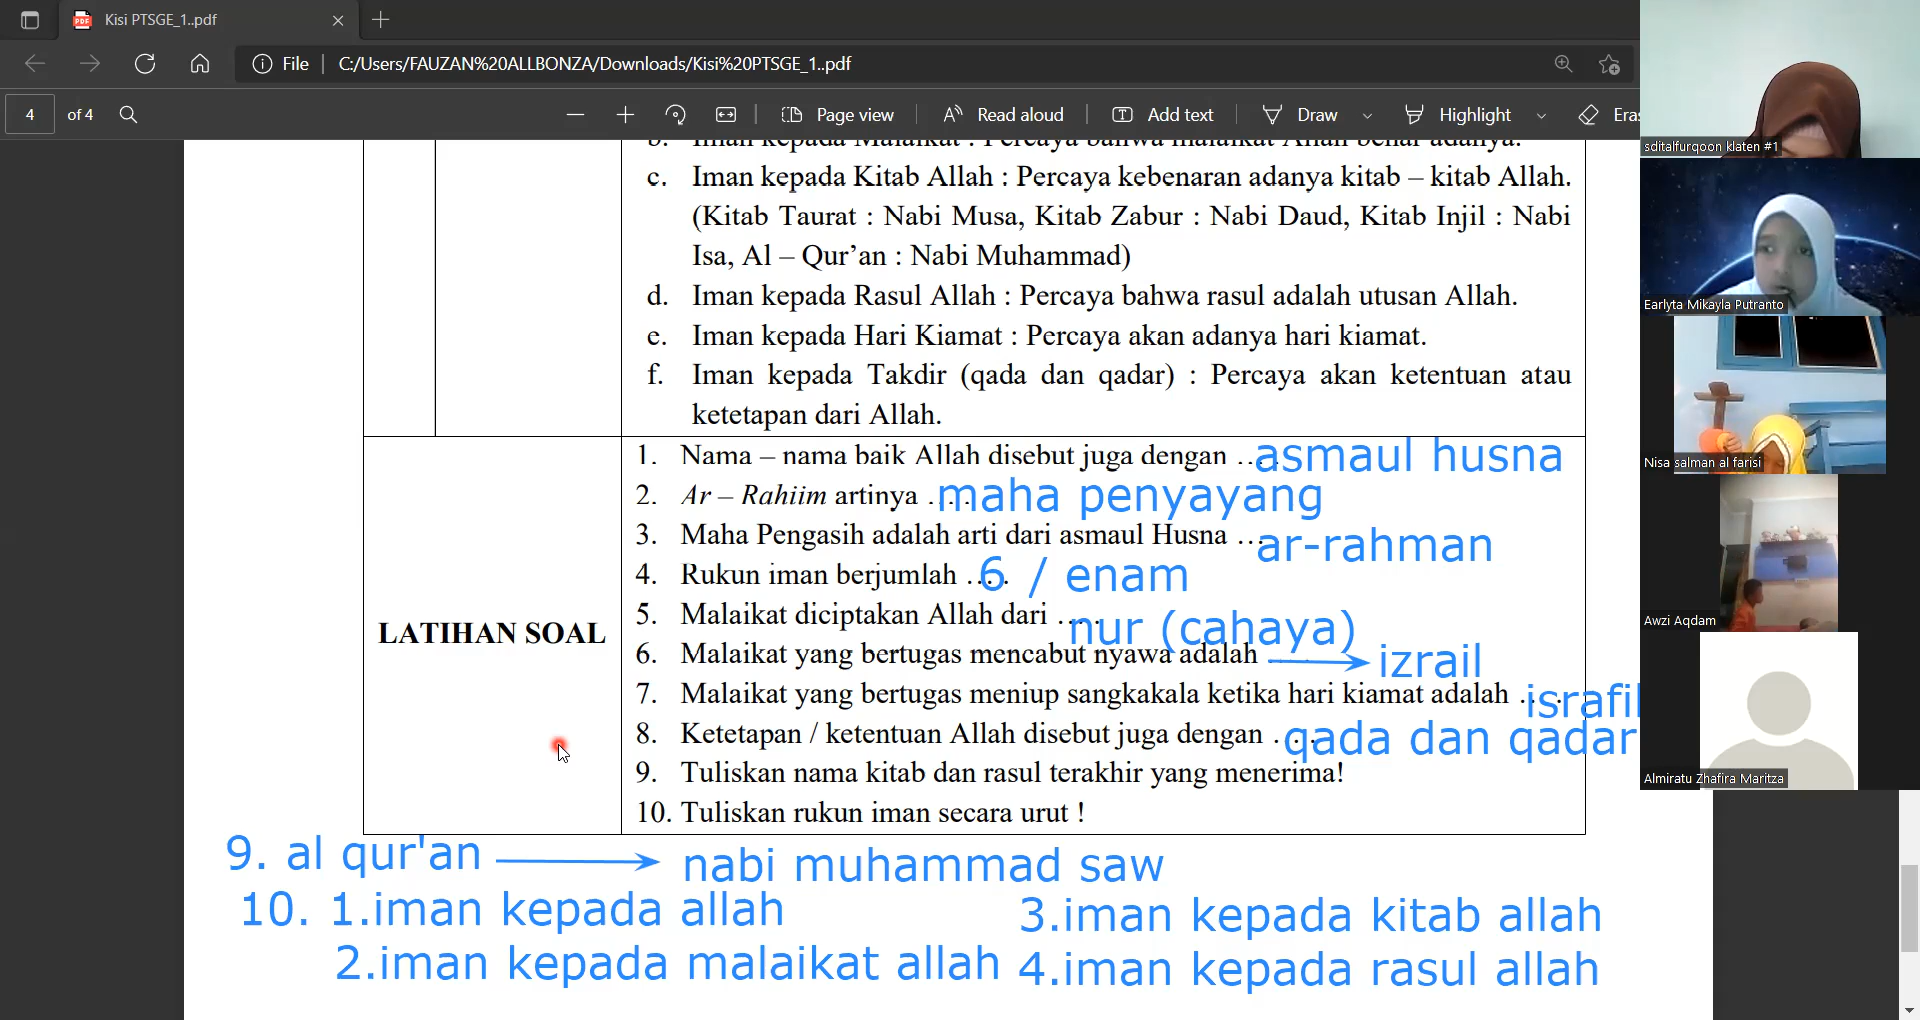 Kisi PTSGE_1..pdf
File
C:/Users/FAUZAN%20ALLBONZA/Downloads/Kisi%20PTSGE_1..pdf
4 of 4
Page view
Read aloud
Add text
Draw
Highlight
Eras
b. Iman kepada Malaikat : Percaya bahwa malaikat Allah benar adanya.
c. Iman kepada Kitab Allah : Percaya kebenaran adanya kitab – kitab Allah.
(Kitab Taurat : Nabi Musa, Kitab Zabur : Nabi Daud, Kitab Injil : Nabi
Isa, Al – Qur’an : Nabi Muhammad)
d. Iman kepada Rasul Allah : Percaya bahwa rasul adalah utusan Allah.
e. Iman kepada Hari Kiamat : Percaya akan adanya hari kiamat.
f. Iman kepada Takdir (qada dan qadar) : Percaya akan ketentuan atau
ketetapan dari Allah.
LATIHAN SOAL
1. Nama – nama baik Allah disebut juga dengan .... asmaul husna
2. Ar – Rahiim artinya .... maha penyayang
3. Maha Pengasih adalah arti dari asmaul Husna .... ar-rahman
4. Rukun iman berjumlah .... 6 / enam
5. Malaikat diciptakan Allah dari .... nur (cahaya)
6. Malaikat yang bertugas mencabut nyawa adalah .... izrail
7. Malaikat yang bertugas meniup sangkakala ketika hari kiamat adalah .... israfil
8. Ketetapan / ketentuan Allah disebut juga dengan .... qada dan qadar
9. Tuliskan nama kitab dan rasul terakhir yang menerima!
10. Tuliskan rukun iman secara urut !
9. al qur'an nabi muhammad saw
10. 1.iman kepada allah
2.iman kepada malaikat allah
3.iman kepada kitab allah
4.iman kepada rasul allah
sditalfurqoon klaten #1
Earlyta Mikayla Putranto
Nisa salman al farisi
Awzi Aqdam
Almiratu Zhafira Maritza